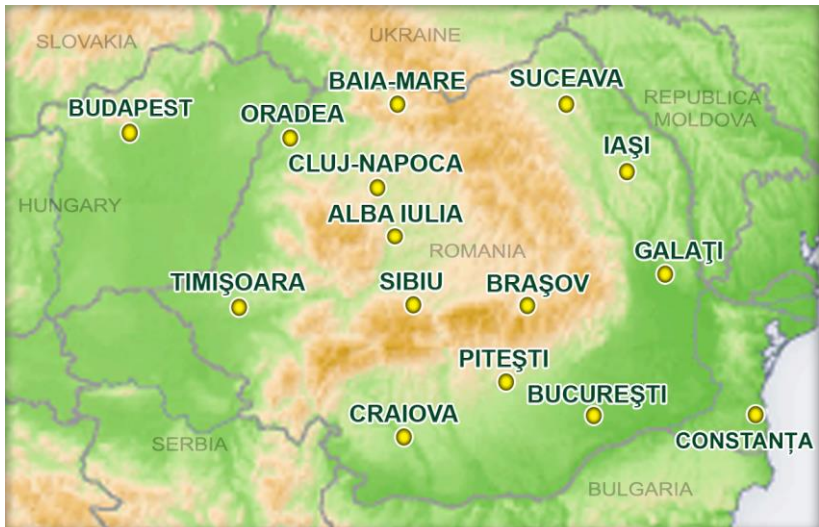 SLOVAKIA
UKRAINE
BAIA-MARE
SUCEAVA
BUDAPEST
ORADEA
REPUBLICA
MOLDOVA
IAŞI
CLUJ-NAPOCA
HUNGARY
ALBA IULIA
ROMANIA
GALAŢI
TIMIŞOARA
SIBIU
BRAŞOV
PITEŞTI
BUCUREŞTI
CRAIOVA
CONSTANȚA
SERBIA
BULGARIA